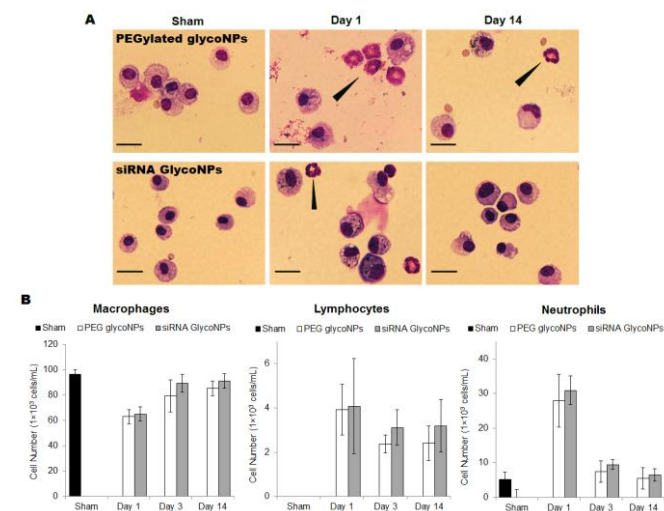 A
Sham
Day 1
Day 14
PEGylated glycoNPs
siRNA GlycoNPs
B
Macrophages
Sham PEG glycoNPs siRNA GlycoNPs
Cell Number (1×10³ cells/mL)
120
100
80
60
40
20
0
Sham Day 1 Day 3 Day 14
Lymphocytes
Sham PEG glycoNPs siRNA GlycoNPs
Cell Number (1×10³ cells/mL)
6
4
2
0
Sham Day 1 Day 3 Day 14
Neutrophils
Sham PEG glycoNPs siRNA GlycoNPs
Cell Number (1×10³ cells/mL)
40
30
20
10
0
Sham Day 1 Day 3 Day 14